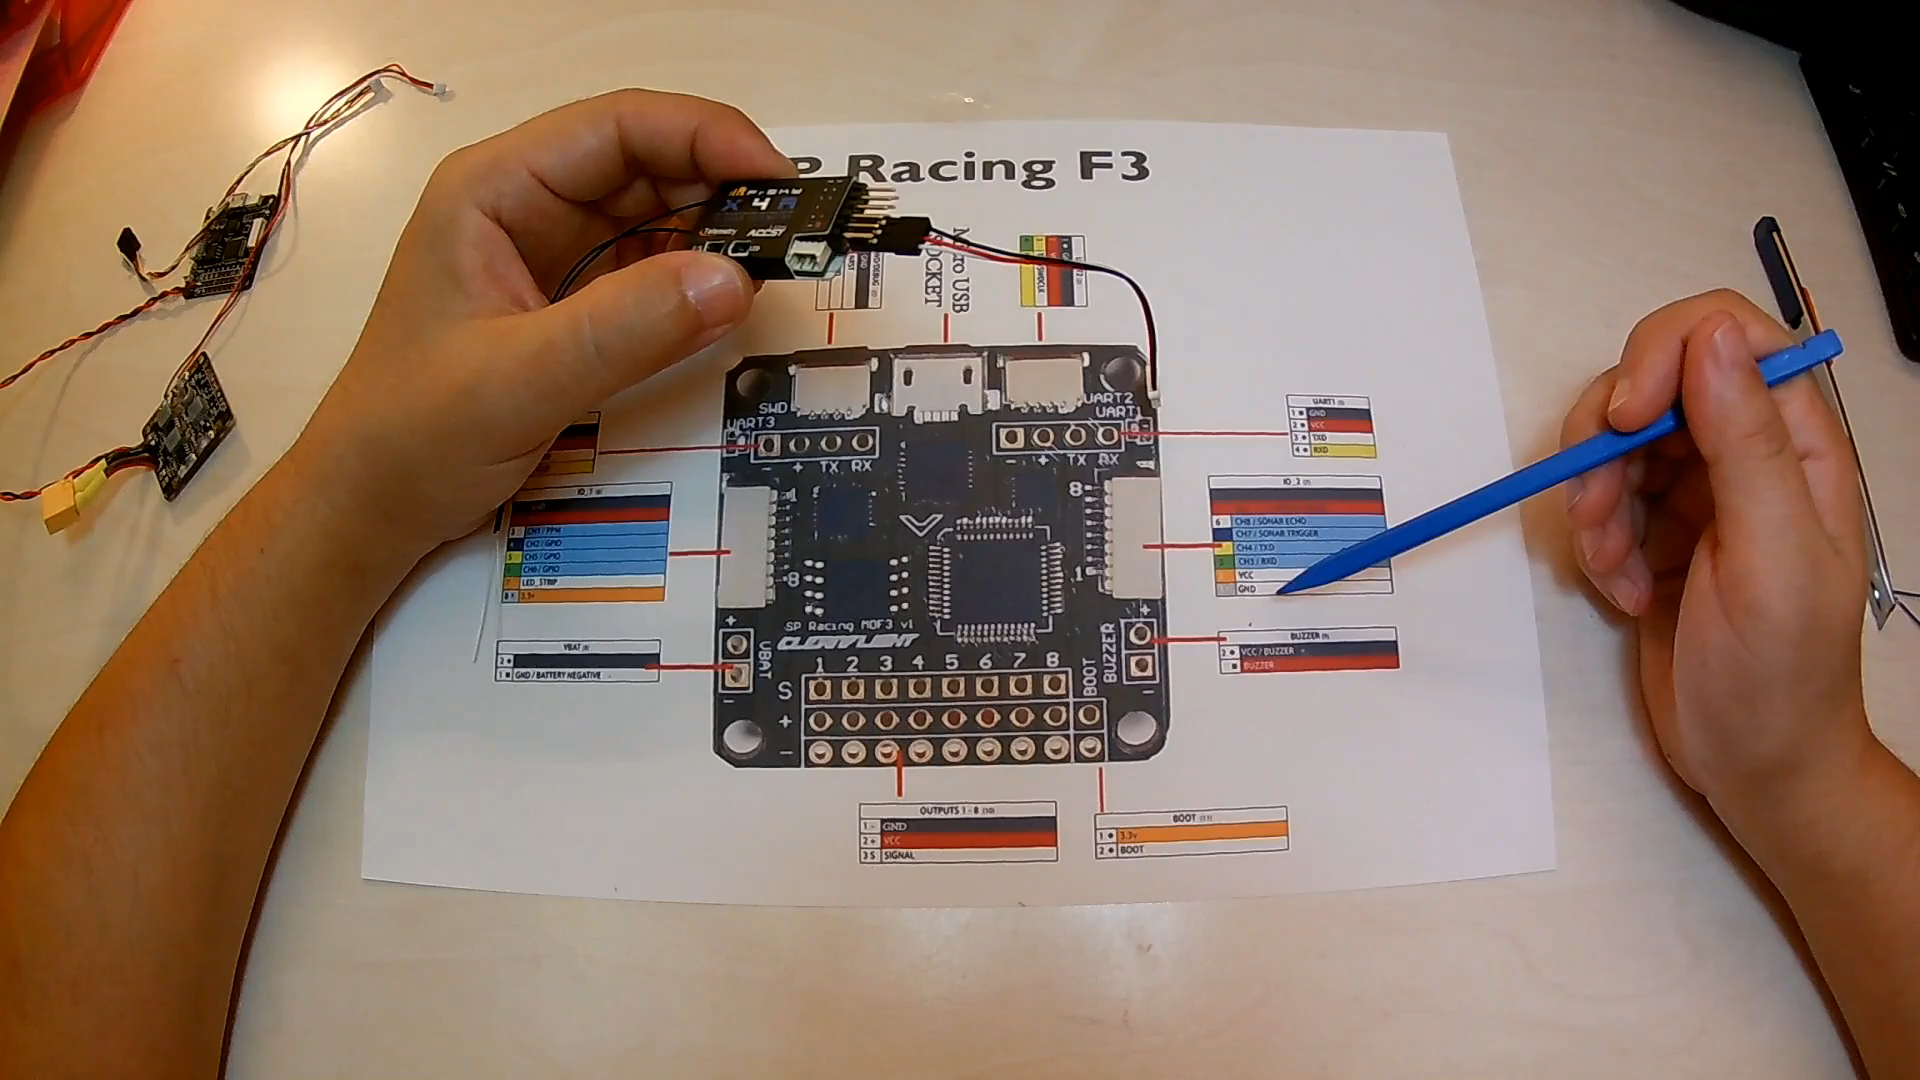 P Racing F3
FrSky
X4R
Telemetry ACCST
Micro USB
SOCKET
SWD
UART3
- + TX RX
UART2
UART1
- + TX RX
UART1
1 GND
2 VCC
3 TXD
4 RXD
IO_1
3 CH1 / PPM
4 CH2 / GPIO
5 CH5 / GPIO
6 CH6 / GPIO
7 LED_STRIP
8 3.3v
1
8
8
1
IO_2
6 CH8 / SONAR ECHO
CH7 / SONAR TRIGGER
CH4 / TXD
CH3 / RXD
VCC
GND
SP Racing MDF3 v1
CLEANFLIGHT
VBAT
+
-
VBAT
2
1 GND / BATTERY NEGATIVE
BUZZER
+
-
BUZZER
2 VCC / BUZZER +
BUZZER
1 2 3 4 5 6 7 8
S
+
-
BOOT
OUTPUTS 1 - 8 (10)
1 - GND
2 + VCC
3 S SIGNAL
BOOT (11)
1 3.3v
2 BOOT